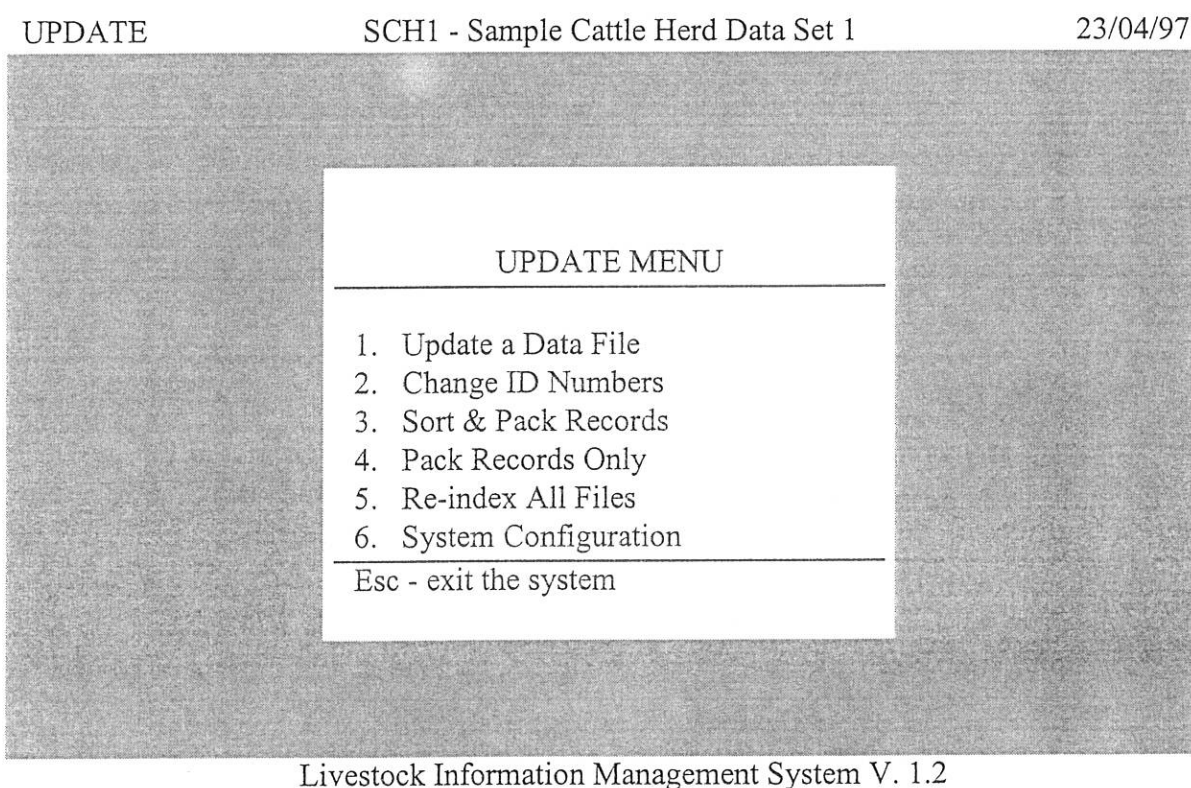 UPDATE SCH1 - Sample Cattle Herd Data Set 1 23/04/97
UPDATE MENU
1. Update a Data File
2. Change ID Numbers
3. Sort & Pack Records
4. Pack Records Only
5. Re-index All Files
6. System Configuration
Esc - exit the system
Livestock Information Management System V. 1.2